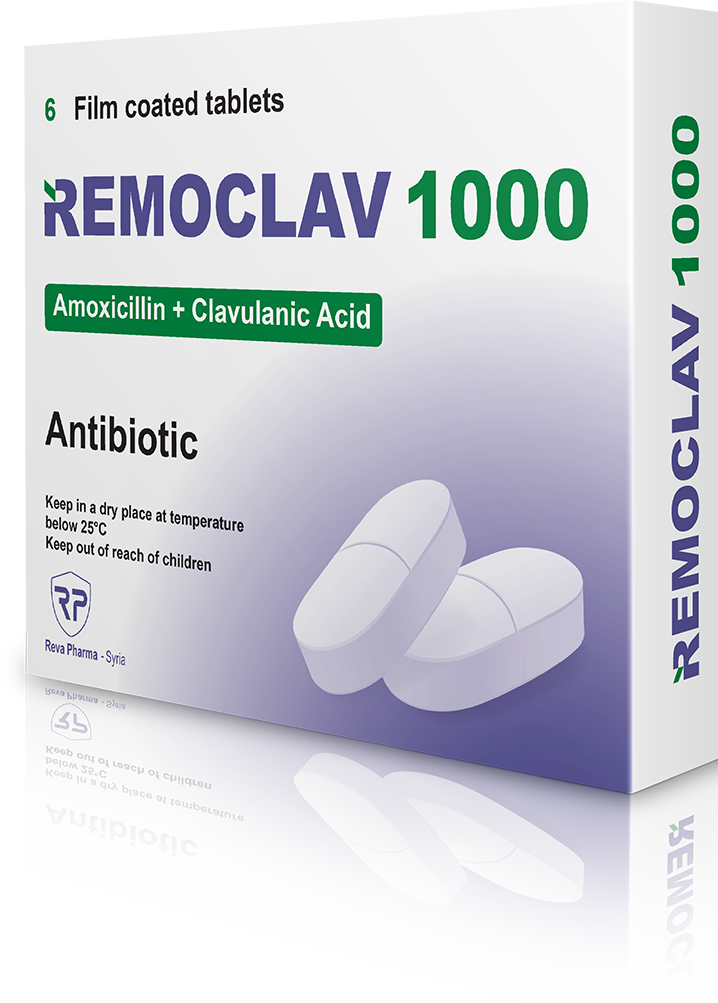 6 Film coated tablets
REMOCLAV 1000
Amoxicillin + Clavulanic Acid
Antibiotic
Keep in a dry place at temperature
below 25°C
Keep out of reach of children
RP
Reva Pharma - Syria
REMOCLAV 1000